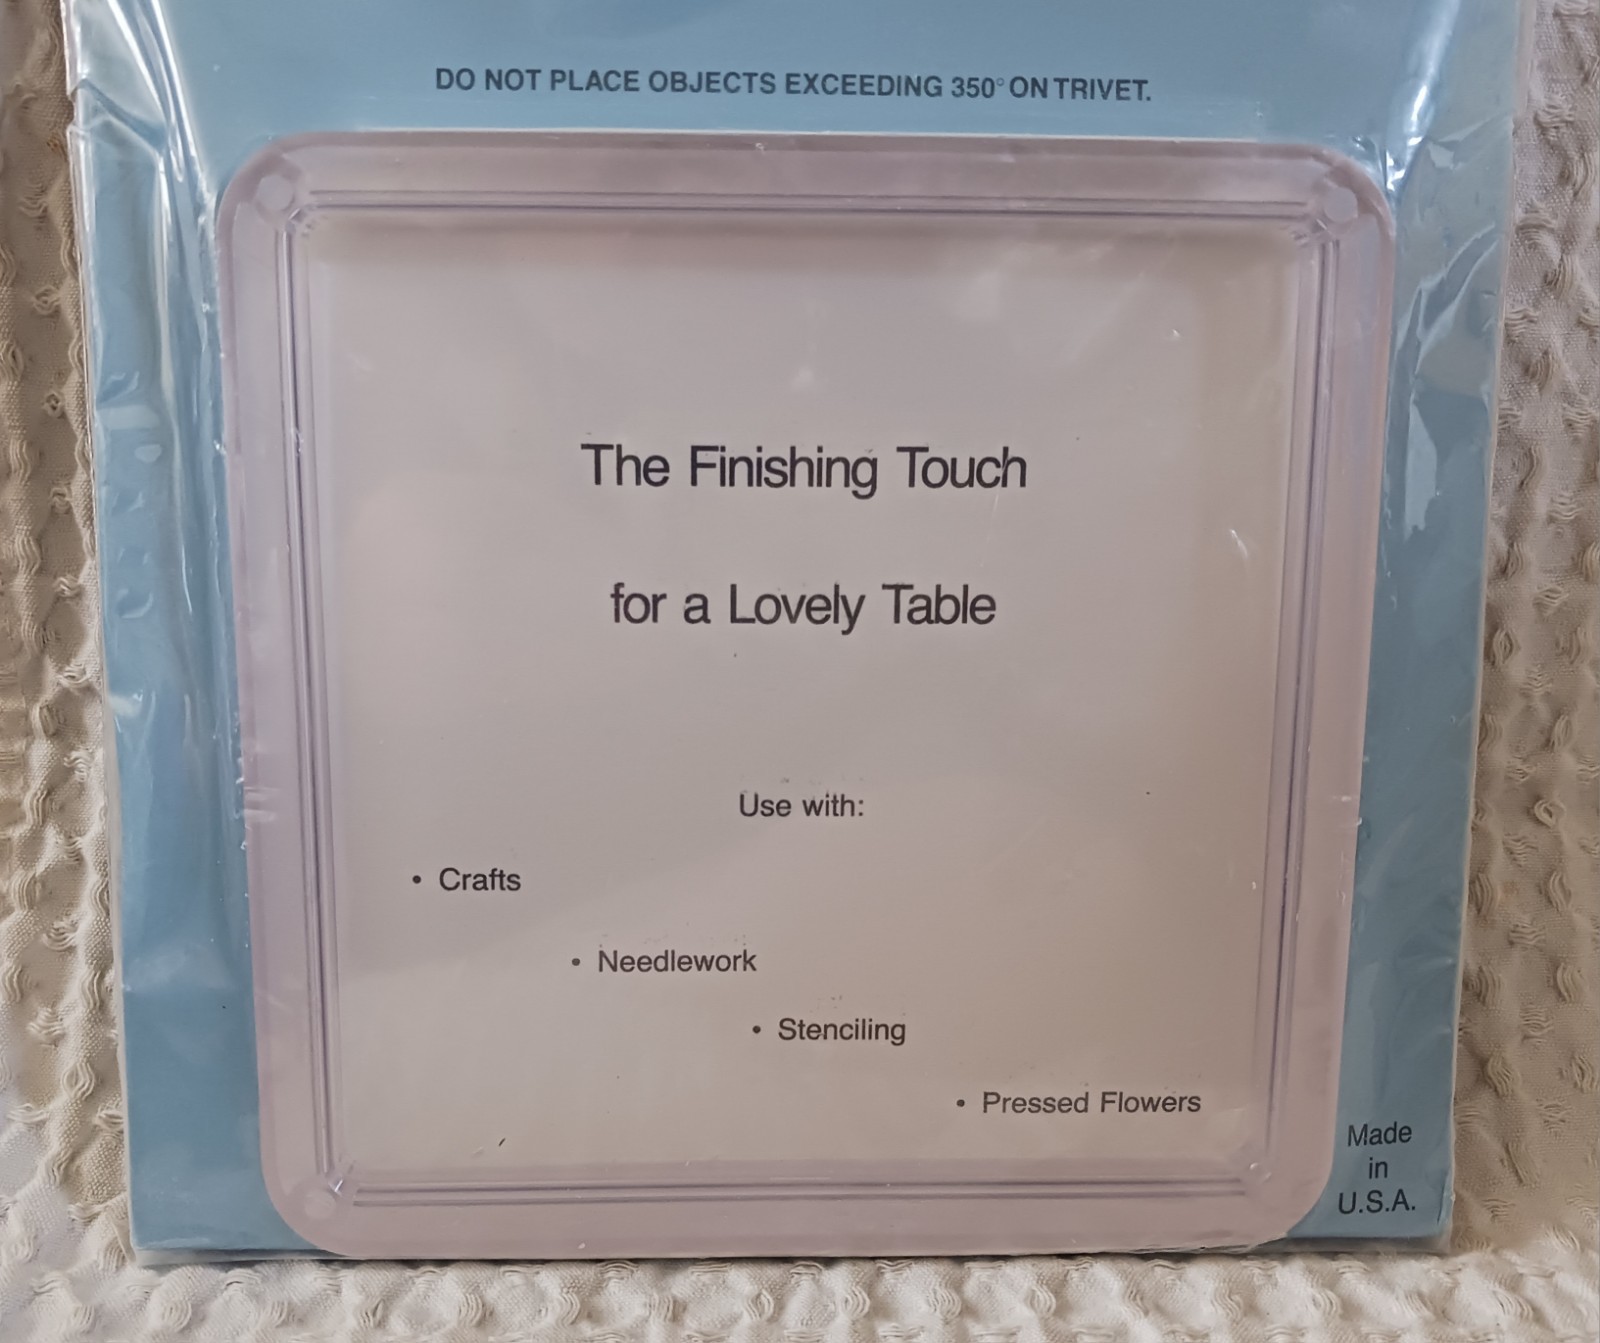 DO NOT PLACE OBJECTS EXCEEDING 350° ON TRIVET.
The Finishing Touch
for a Lovely Table
Use with:
• Crafts
• Needlework
• Stenciling
• Pressed Flowers
Made
in
U.S.A.